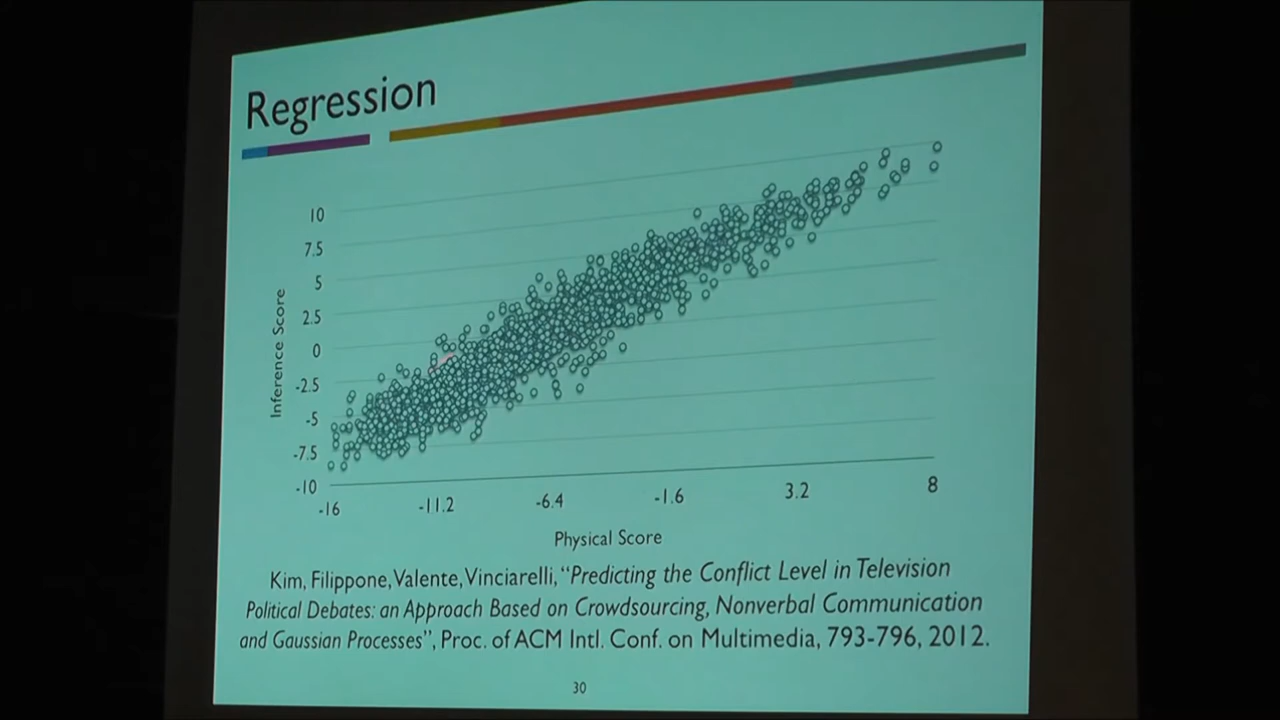 Regression
10
7.5
5
2.5
0
-2.5
-5
-7.5
-10
Inference Score
-16 -11.2 -6.4 -1.6 3.2 8
Physical Score
Kim, Filippone, Valente, Vinciarelli, “Predicting the Conflict Level in Television
Political Debates: an Approach Based on Crowdsourcing, Nonverbal Communication
and Gaussian Processes”, Proc. of ACM Intl. Conf. on Multimedia, 793-796, 2012.
30